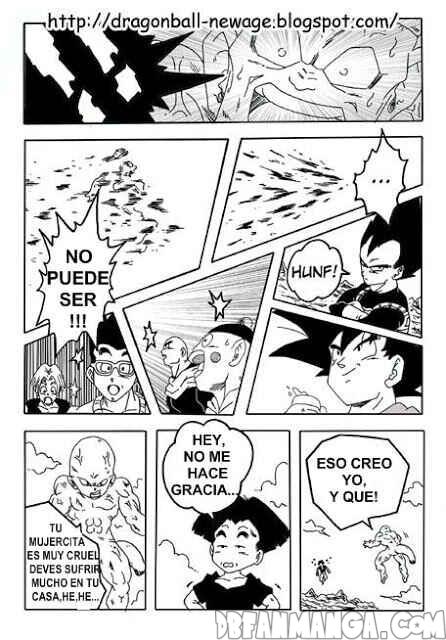 http://dragonball-newage.blogspot.com/
...
NO
PUEDE
SER
!!!
HUNF!
TU
MUJERCITA
ES MUY CRUEL
DEVES SUFRIR
MUCHO EN TU
CASA,HE,HE...
HEY,
NO ME
HACE
GRACIA...
ESO CREO
YO,
Y QUE!
DBFANMANGA.COM